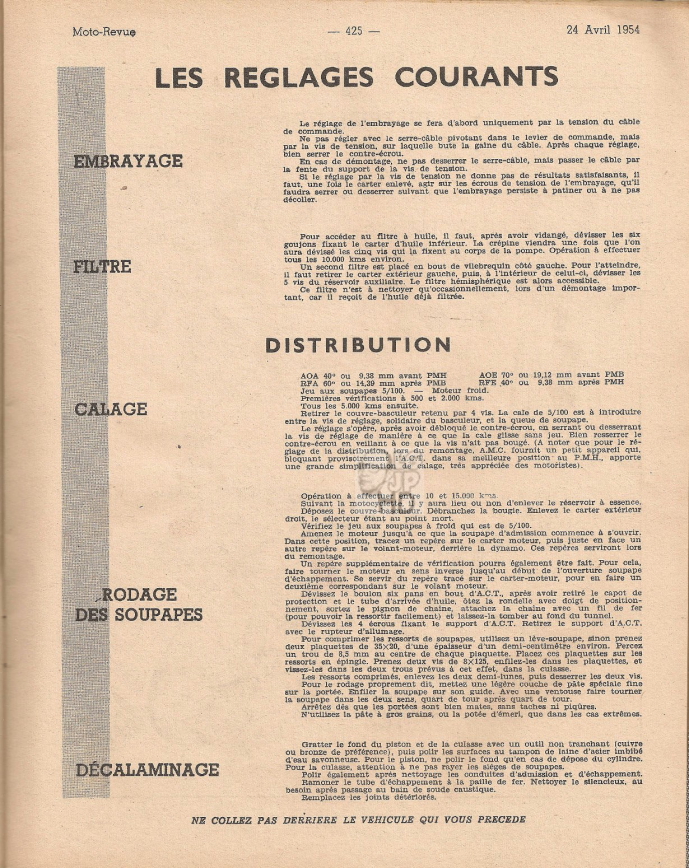 Moto-Revue
— 425 —
24 Avril 1954
LES REGLAGES COURANTS
EMBRAYAGE
Le réglage de l'embrayage se fera d'abord uniquement par la tension du câble
de commande.
Ne pas régler avec le serre-câble pivotant dans le levier de commande, mais
par la vis de tension, sur laquelle bute la gaine du câble. Après chaque réglage,
bien serrer le contre-écrou.
En cas de démontage, ne pas desserrer le serre-câble, mais passer le câble par
la fente du support de la vis de tension.
Si le réglage par la vis de tension ne donne pas de résultats satisfaisants, il
faut, une fois le carter enlevé, agir sur les écrous de tension de l'embrayage, qu'il
faudra serrer ou desserrer suivant que l'embrayage persiste à patiner ou à ne pas
décoller.
FILTRE
Pour accéder au filtre à huile, il faut, après avoir vidangé, dévisser les six
goujons fixant le carter d'huile inférieur. La crépine viendra une fois que l'on
aura dévissé les cinq vis qui la fixent au corps de la pompe. Opération à effectuer
tous les 10.000 kms environ.
Un second filtre est placé en bout de vilebrequin côté gauche. Pour l'atteindre,
il faut retirer le carter extérieur gauche, puis, à l'intérieur de celui-ci, dévisser les
5 vis du réservoir auxiliaire. Le filtre hémisphérique est alors accessible.
Ce filtre n'est à nettoyer qu'occasionnellement, lors d'un démontage impor-
tant, car il reçoit de l'huile déjà filtrée.
DISTRIBUTION
CALAGE
AOA 40° ou 9,38 mm avant PMH AOE 70° ou 19,12 mm avant PMB
RFA 60° ou 14,39 mm après PMB RFE 40° ou 9,38 mm après PMH
Jeu aux soupapes 5/100. — Moteur froid.
Premières vérifications à 500 et 2.000 kms.
Tous les 5.000 kms ensuite.
Retirer le couvre-basculeur retenu par 4 vis. La cale de 5/100 est à introduire
entre la vis de réglage, solidaire du basculeur, et la queue de soupape.
Le réglage s'opère, après avoir débloqué le contre-écrou, en serrant ou desserrant
la vis de réglage de manière à ce que la cale glisse sans jeu. Bien resserrer le
contre-écrou en veillant à ce que la vis n'ait pas bougé. (A noter que pour le ré-
glage de la distribution, lors du remontage, A.M.C. fournit un petit appareil qui,
bloquant provisoirement l'A.C.T. dans sa meilleure position au P.M.H., apporte
une grande simplification de calage, très appréciée des motoristes).
RODAGE
DES SOUPAPES
Opération à effectuer entre 10 et 15.000 kms.
Suivant la motocyclette il y aura lieu ou non d'enlever le réservoir à essence.
Déposez le couvre-basculeur. Débranchez la bougie. Enlevez le carter extérieur
droit, le sélecteur étant au point mort.
Vérifiez le jeu aux soupapes à froid qui est de 5/100.
Amenez le moteur jusqu'à ce que la soupape d'admission commence à s'ouvrir.
Dans cette position, tracez un repère sur le carter moteur, puis juste en face un
autre repère sur le volant-moteur, derrière la dynamo. Ces repères serviront lors
du remontage.
Un repère supplémentaire de vérification pourra également être fait. Pour cela,
faire tourner le moteur en sens inverse jusqu'au début de l'ouverture soupape
d'échappement. Se servir du repère tracé sur le carter-moteur, pour en faire un
deuxième correspondant sur le volant moteur.
Dévissez le boulon six pans en bout d'A.C.T., après avoir retiré le capot de
protection et le tube d'arrivée d'huile, ôtez la rondelle avec doigt de position-
nement, sortez le pignon de chaîne, attachez la chaîne avec un fil de fer
(pour pouvoir la ressortir facilement) et laissez-la tomber au fond du tunnel.
Dévissez les 4 écrous fixant le support d'A.C.T. Retirez le support d'A.C.T.
avec le rupteur d'allumage.
Pour comprimer les ressorts de soupapes, utilisez un lève-soupape, sinon prenez
deux plaquettes de 35×20, d'une épaisseur d'un demi-centimètre environ. Percez
un trou de 8,5 mm au centre de chaque plaquette. Placez ces plaquettes sur les
ressorts en épingle. Prenez deux vis de 8×125, enfilez-les dans les plaquettes, et
vissez-les dans les deux trous prévus à cet effet, dans la culasse.
Les ressorts comprimés, enlevez les deux demi-lunes, puis desserrer les deux vis.
Pour le rodage proprement dit, mettez une légère couche de pâte spéciale fine
sur la portée. Enfiler la soupape sur son guide. Avec une ventouse faire tourner
la soupape dans les deux sens, quart de tour après quart de tour.
Arrêtez dès que les portées sont bien mates, sans taches ni piqûres.
N'utilisez la pâte à gros grains, ou la potée d'émeri, que dans les cas extrêmes.
DÉCALAMINAGE
Gratter le fond du piston et de la culasse avec un outil non tranchant (cuivre
ou bronze de préférence), puis polir les surfaces au tampon de laine d'acier imbibé
d'eau savonneuse. Pour le piston, ne polir le fond qu'en cas de dépose du cylindre.
Pour la culasse, attention à ne pas rayer les sièges de soupapes.
Polir également après nettoyage les conduites d'admission et d'échappement.
Ramoner le tube d'échappement à la paille de fer. Nettoyer le silencieux, au
besoin après passage au bain de soude caustique.
Remplacez les joints détériorés.
NE COLLEZ PAS DERRIERE LE VEHICULE QUI VOUS PRECEDE